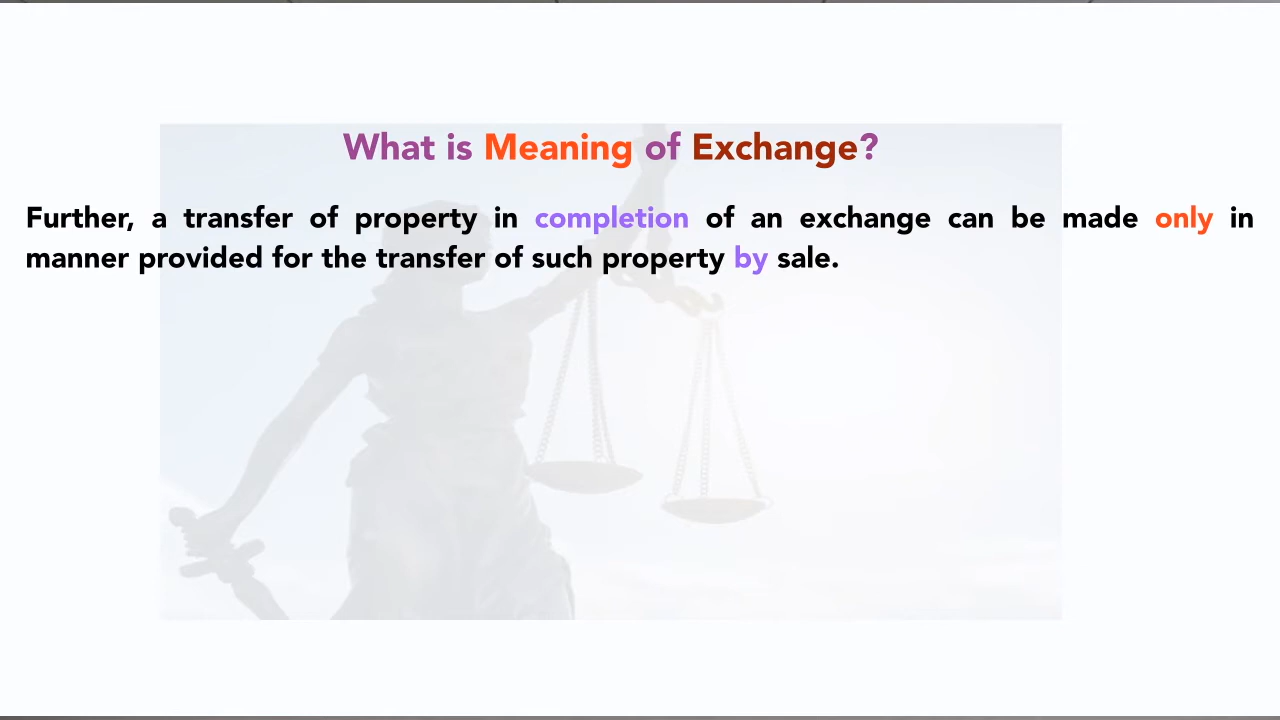 What is Meaning of Exchange?
Further, a transfer of property in completion of an exchange can be made only in
manner provided for the transfer of such property by sale.